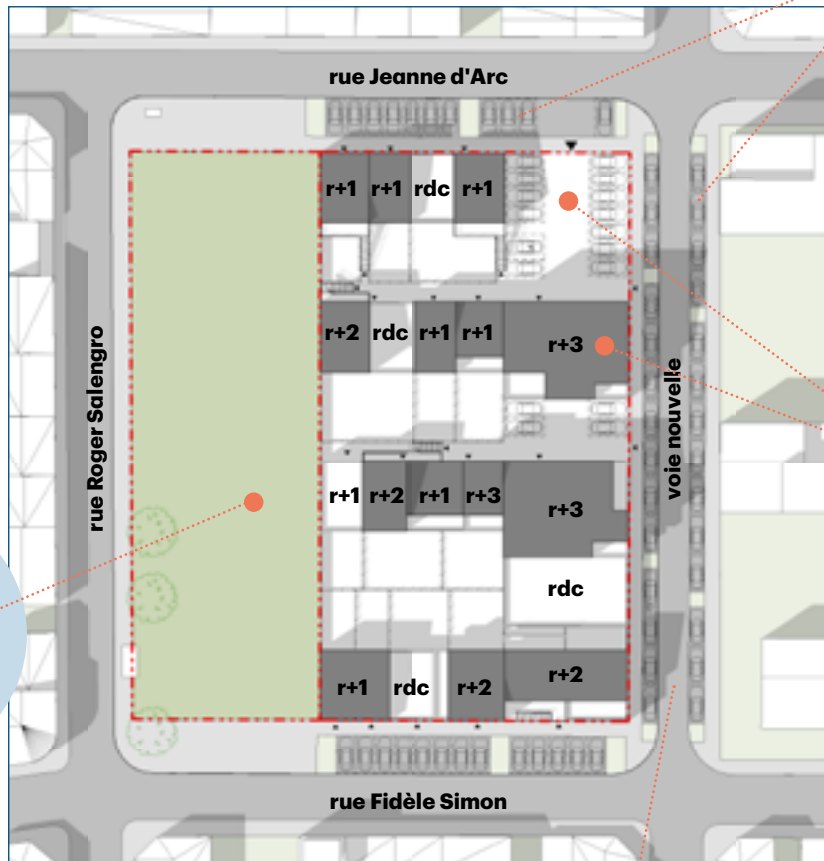 rue Jeanne d'Arc
r+1 r+1 rdc r+1
r+2 rdc r+1 r+1 r+3
rue Roger Salengro
voie nouvelle
r+1 r+2 r+1 r+3 r+3
rdc
r+1 rdc r+2 r+2
rue Fidèle Simon